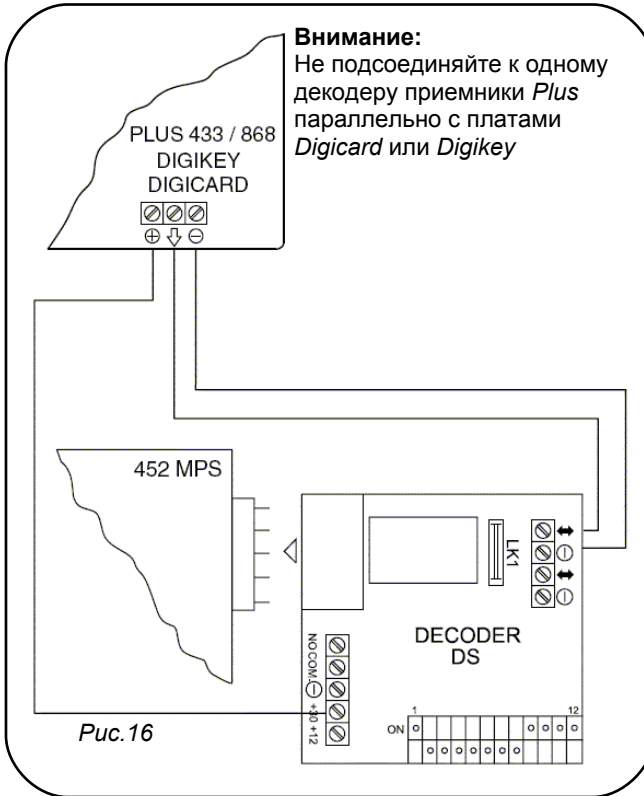 Внимание:
Не подсоединяйте к одному
декодеру приемники Plus
параллельно с платами
Digicard или Digikey
PLUS 433 / 868
DIGIKEY
DIGICARD
452 MPS
LK1
DECODER
DS
NO COM. +30 +12
1 12
ON
Рис.16